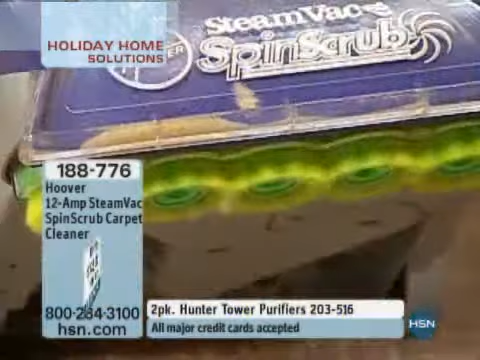 HOLIDAY HOME
SOLUTIONS
SteamVac
SpinScrub
188-776
Hoover
12-Amp SteamVac
SpinScrub Carpet
Cleaner
800-284-3100
hsn.com
2pk. Hunter Tower Purifiers 203-516
All major credit cards accepted
HSN